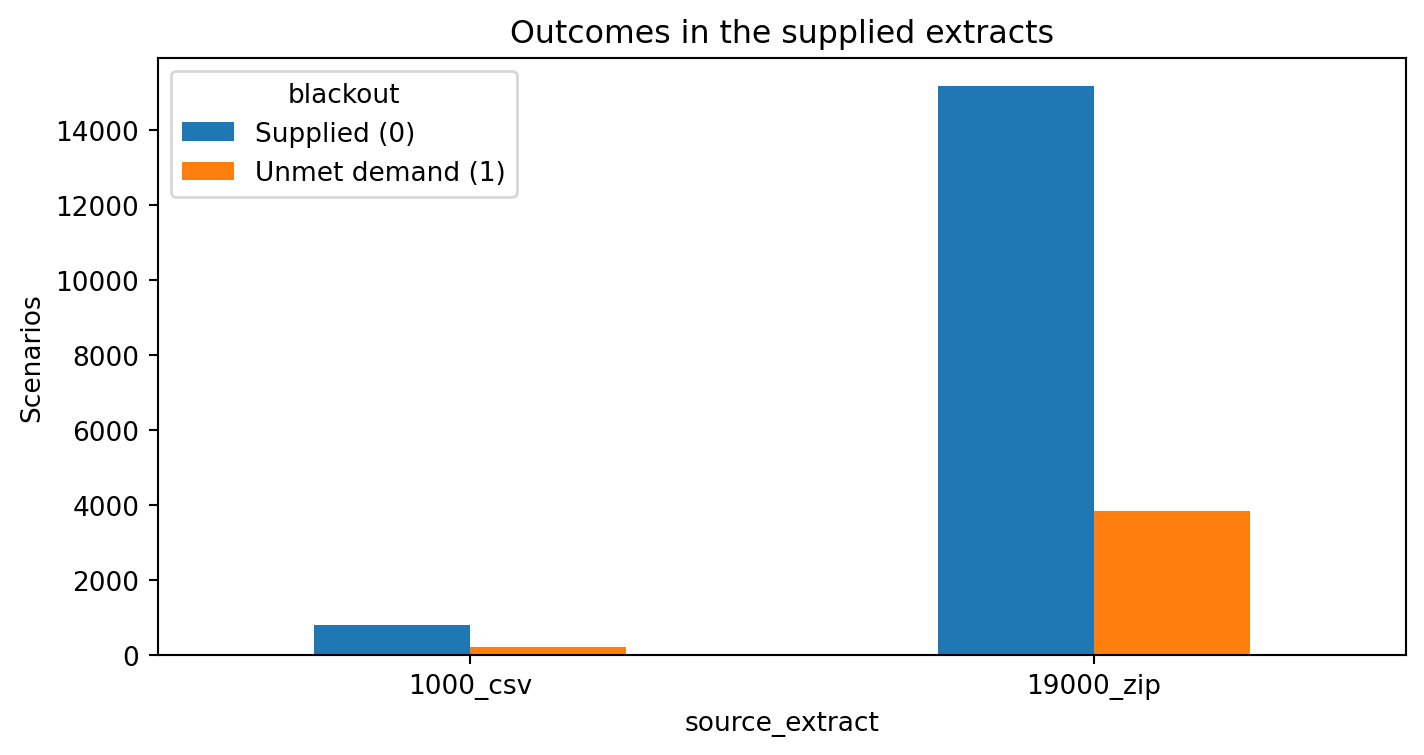 Outcomes in the supplied extracts
blackout
Supplied (0)
Unmet demand (1)
14000
12000
10000
8000
6000
4000
2000
0
Scenarios
1000_csv
19000_zip
source_extract